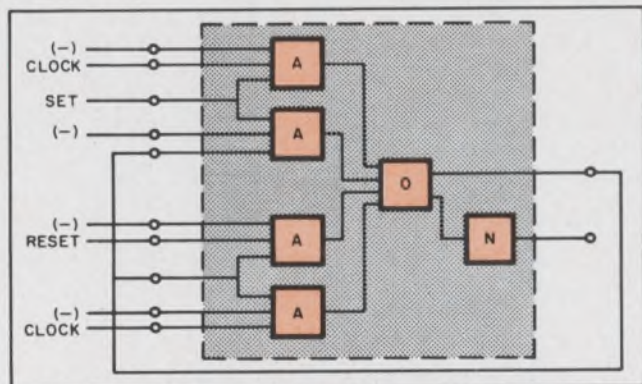 (-)
CLOCK
A
SET
(-)
A
O
(-)
RESET
A
N
(-)
CLOCK
A